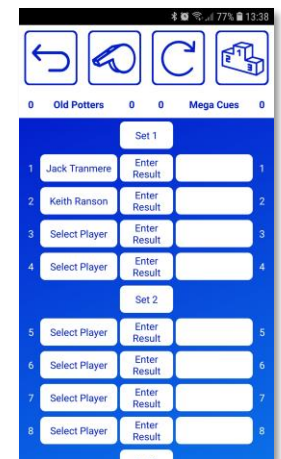 77% 13:38
1 2 3
0 Old Potters 0 0 Mega Cues 0
Set 1
1 Jack Tranmere Enter Result 1
2 Keith Ranson Enter Result 2
3 Select Player Enter Result 3
4 Select Player Enter Result 4
Set 2
5 Select Player Enter Result 5
6 Select Player Enter Result 6
7 Select Player Enter Result 7
8 Select Player Enter Result 8